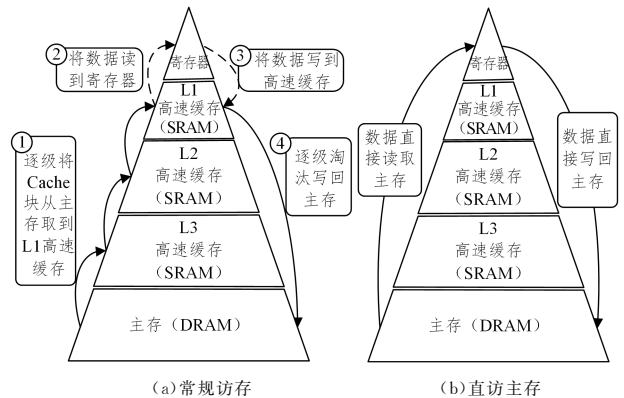 ②
将数据读
到寄存器
寄存器
③
将数据写到
高速缓存
L1
高速缓存
(SRAM)
①
逐级将
Cache
块从主
存取到
L1高速
缓存
L2
高速缓存
(SRAM)
④
逐级淘
汰写回
主存
L3
高速缓存
(SRAM)
主存(DRAM)
(a)常规访存
寄存器
L1
高速缓存
(SRAM)
数据直
接读取
主存
L2
高速缓存
(SRAM)
数据直
接写回
主存
L3
高速缓存
(SRAM)
主存(DRAM)
(b)直访主存